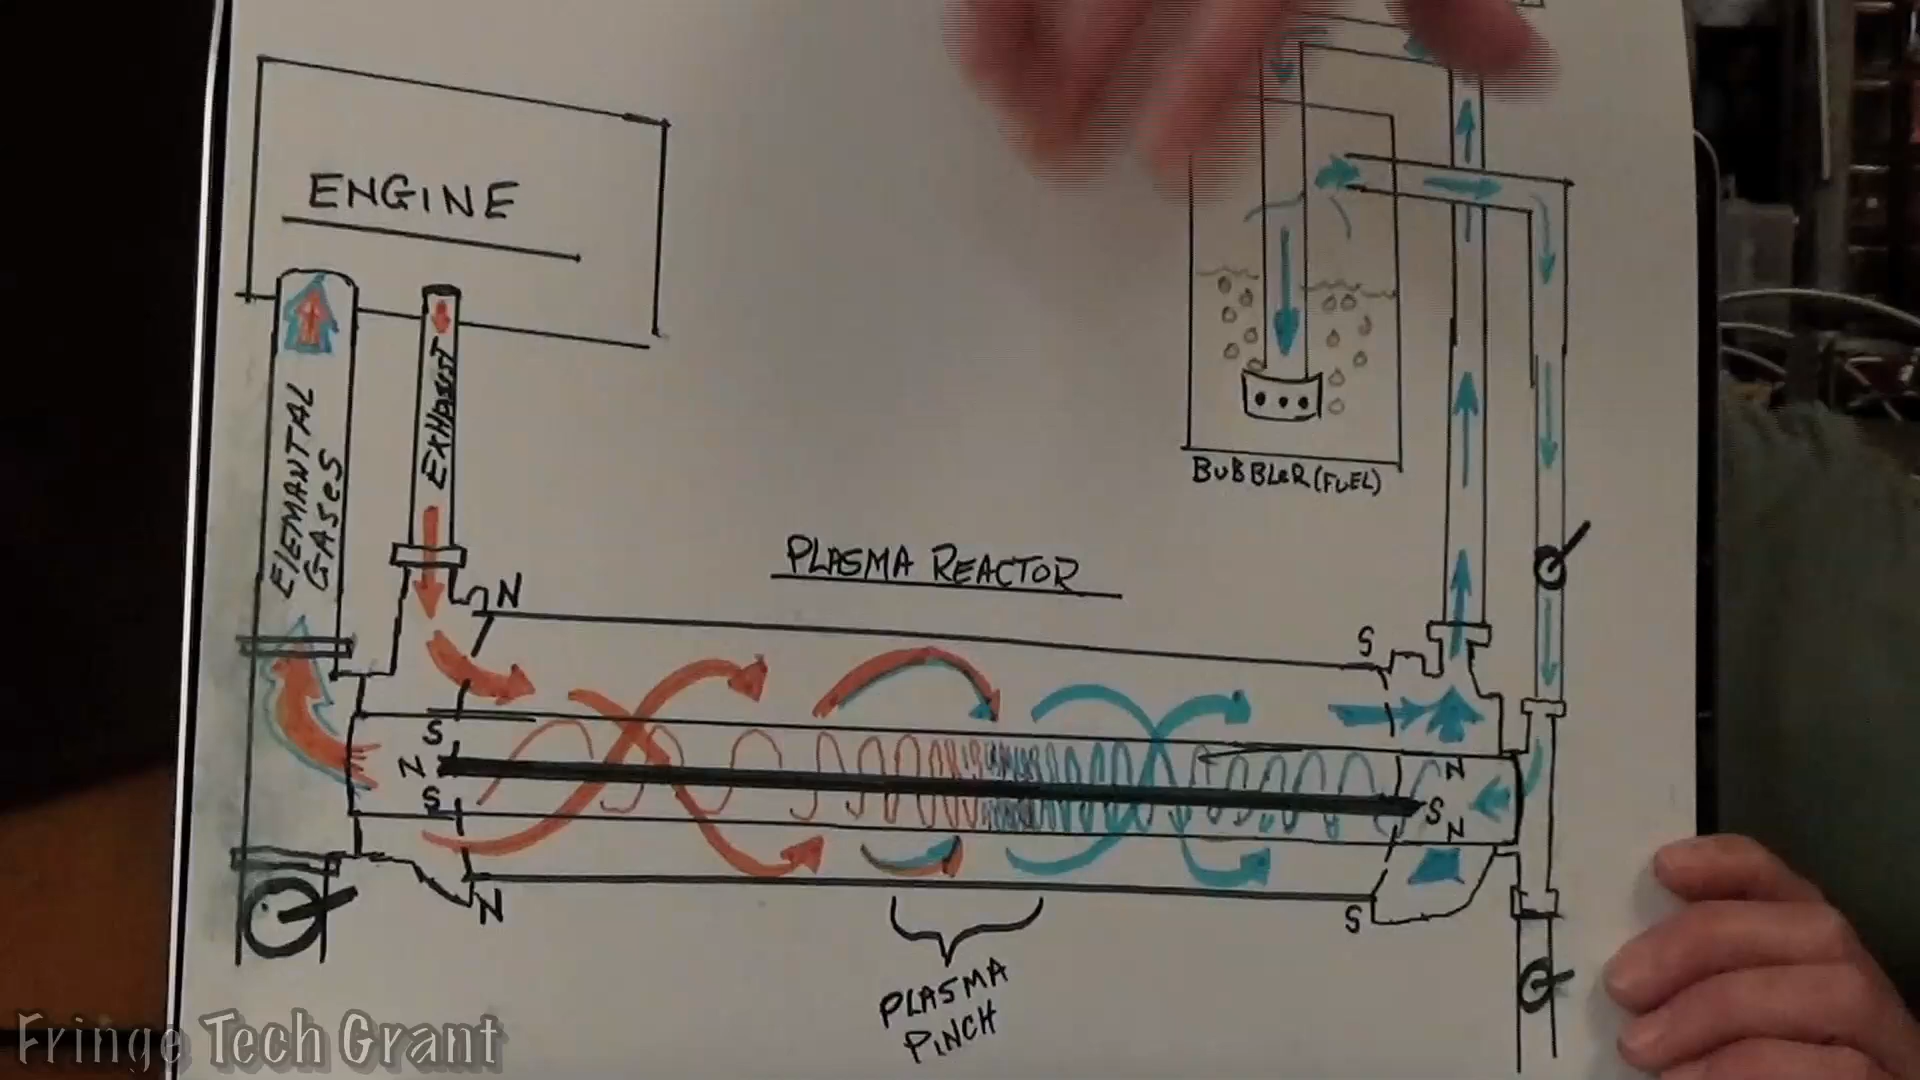 ENGINE
EXHAUST
ElEMANTAL
GASeS
BUBBLeR (FUEL)
PLASMA REACTOR
N
S
S
N
S
N
S
N
N
S
PLASMA
PINCH
Fringe Tech Grant